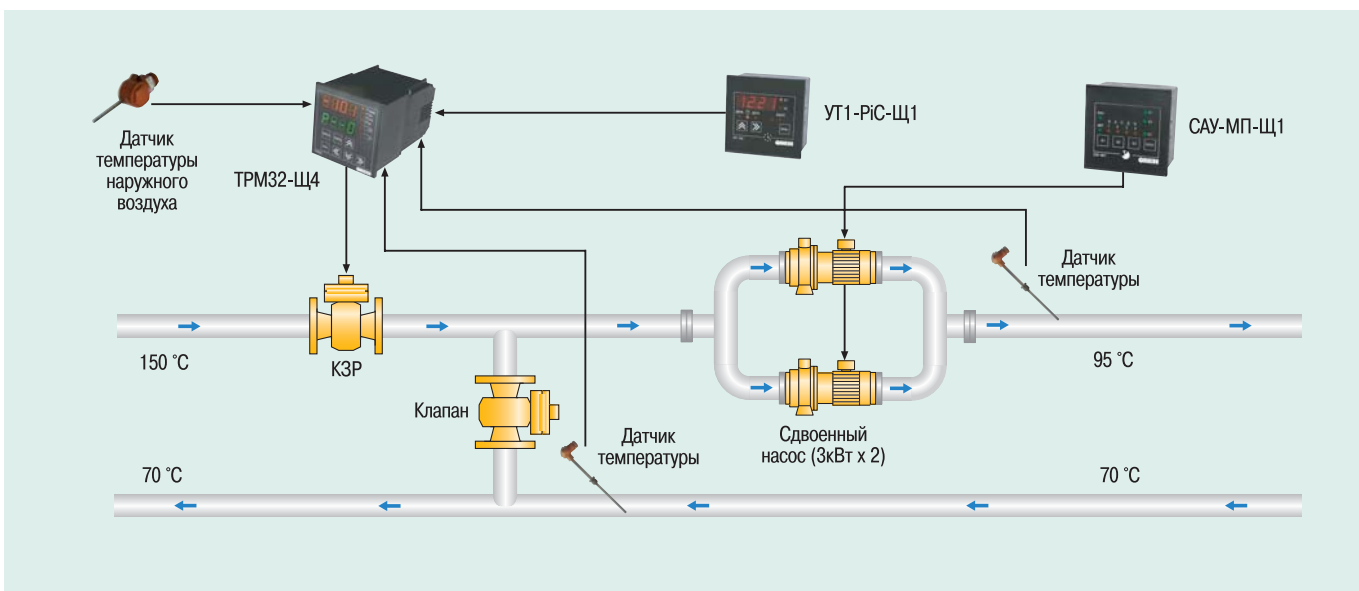 Датчик
температуры
наружного
воздуха
ТРМ32-Щ4
УТ1-PiC-Щ1
САУ-МП-Щ1
Датчик
температуры
150 ˚C
КЗР
95 ˚C
Клапан
Датчик
температуры
Сдвоенный
насос (3кВт х 2)
70 ˚C
70 ˚C